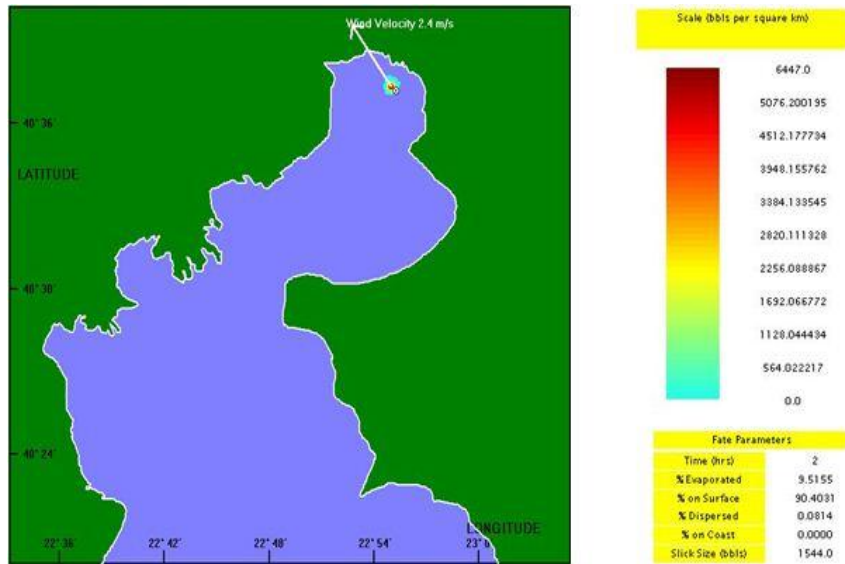 Wind Velocity 2.4 m/s
40° 36'
LATITUDE
40° 30'
40° 24'
LONGITUDE
22° 36' 22° 42' 22° 48' 22° 54' 23° 0'
Scale (bbls per square km)
6447.0
5076.200195
4512.177734
3948.155762
3384.133545
2820.111328
2256.088867
1692.066772
1128.044434
564.022217
0.0
Fate Parameters
Time (hrs) 2
% Evaporated 9.5155
% on Surface 90.4031
% Dispersed 0.0814
% on Coast 0.0000
Slick Size (bbls) 1544.0